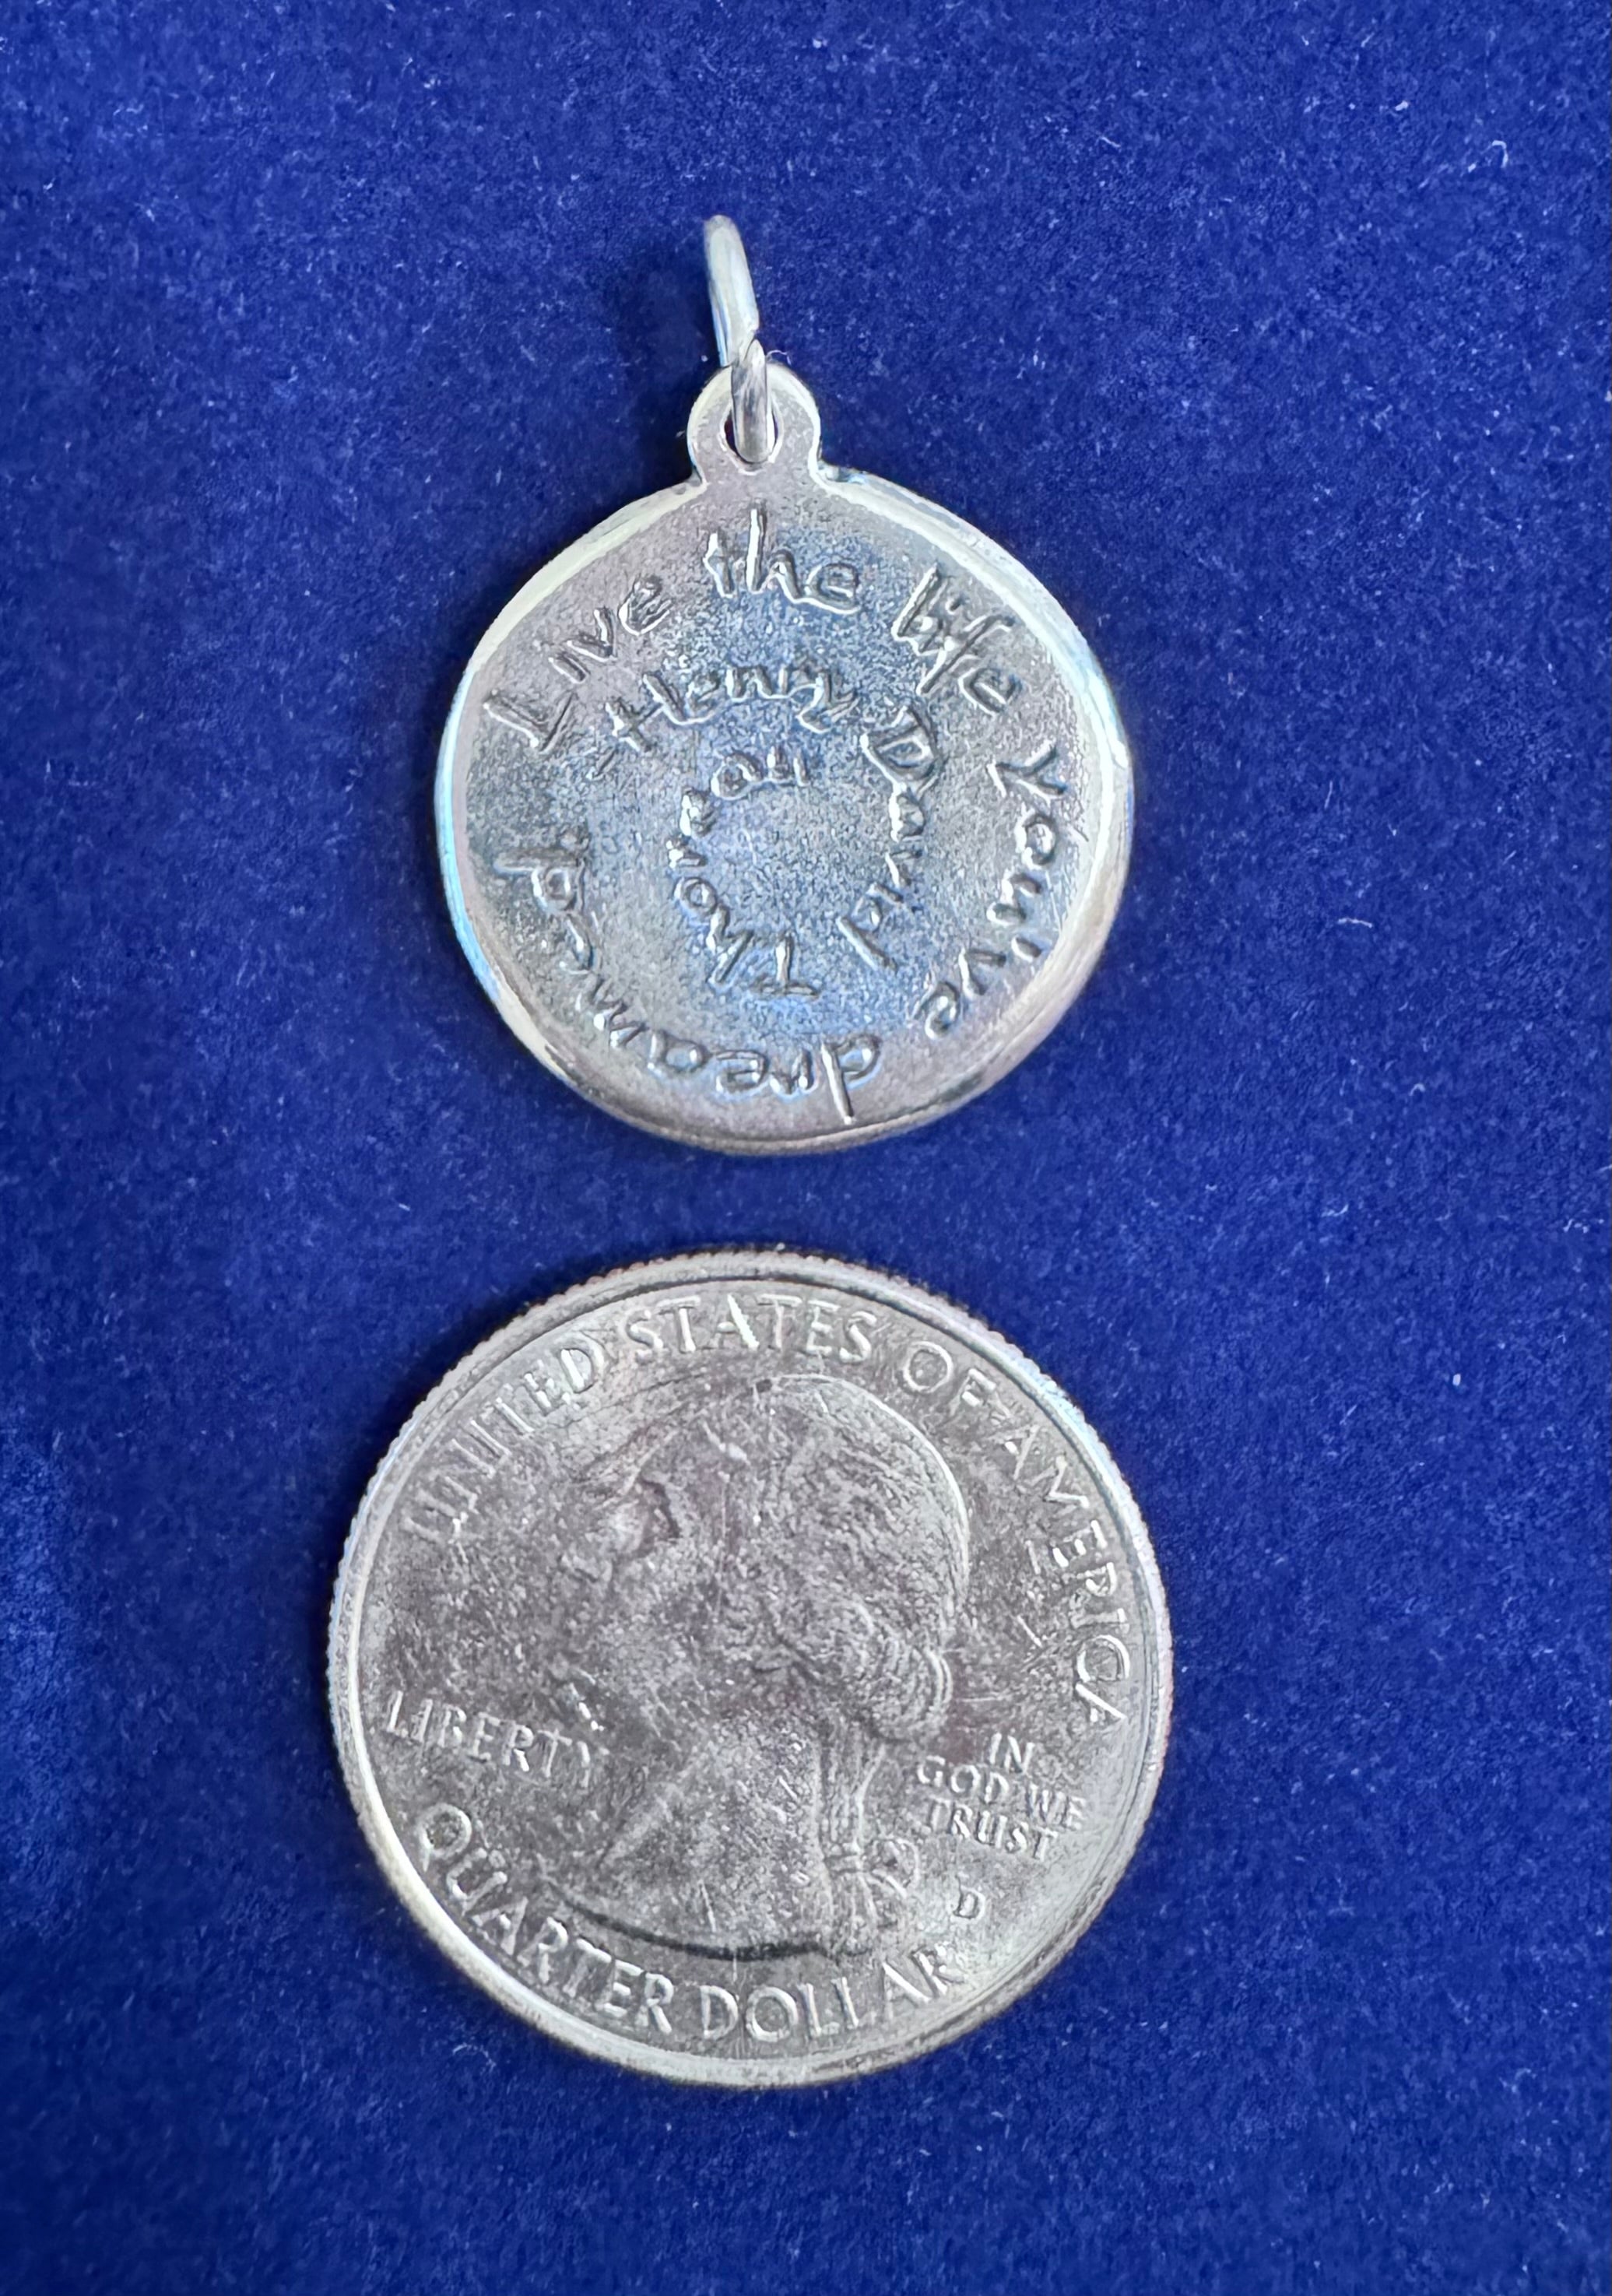 Live the life You've dreamed
-Henry David Thoreau
UNITED STATES OF AMERICA
LIBERTY
IN
GOD WE
TRUST
D
QUARTER DOLLAR